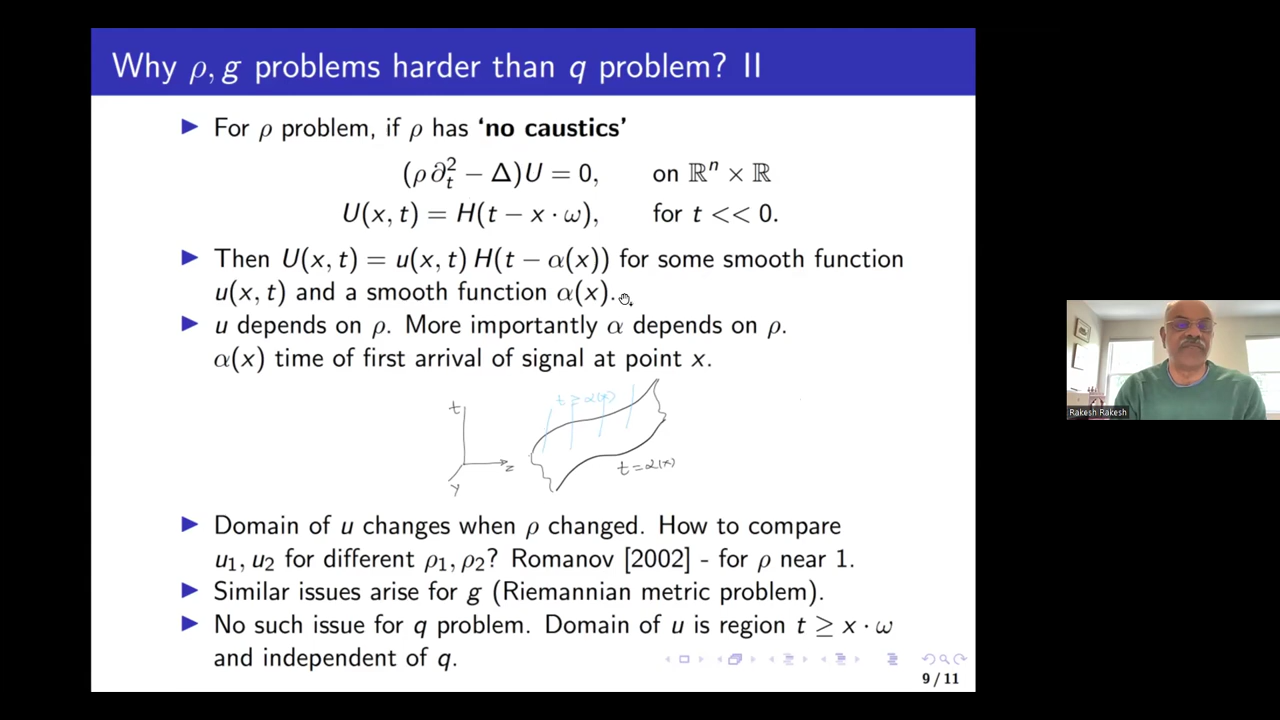 Why ρ, g problems harder than q problem? II
▶ For ρ problem, if ρ has ‘no caustics’
(ρ ∂ₜ² − Δ)U = 0, on ℝⁿ × ℝ
U(x, t) = H(t − x · ω), for t << 0.
▶ Then U(x, t) = u(x, t) H(t − α(x)) for some smooth function
u(x, t) and a smooth function α(x).
▶ u depends on ρ. More importantly α depends on ρ.
α(x) time of first arrival of signal at point x.
t
t ≥ α(x)
z
t = α(x)
y
▶ Domain of u changes when ρ changed. How to compare
u₁, u₂ for different ρ₁, ρ₂? Romanov [2002] - for ρ near 1.
▶ Similar issues arise for g (Riemannian metric problem).
▶ No such issue for q problem. Domain of u is region t ≥ x · ω
and independent of q.
9 / 11
Rakesh Rakesh